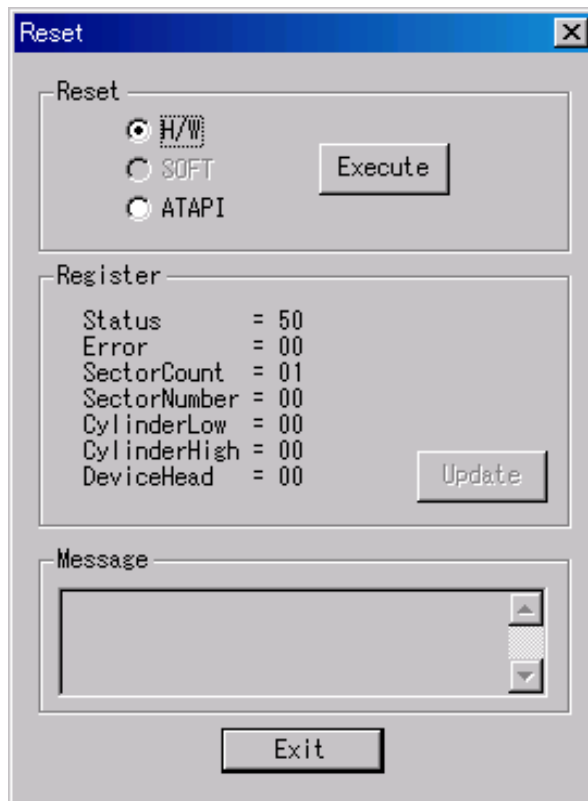 Reset
Reset
H/W
SOFT
Execute
ATAPI
Register
Status = 50
Error = 00
SectorCount = 01
SectorNumber = 00
CylinderLow = 00
CylinderHigh = 00
DeviceHead = 00
Update
Message
Exit